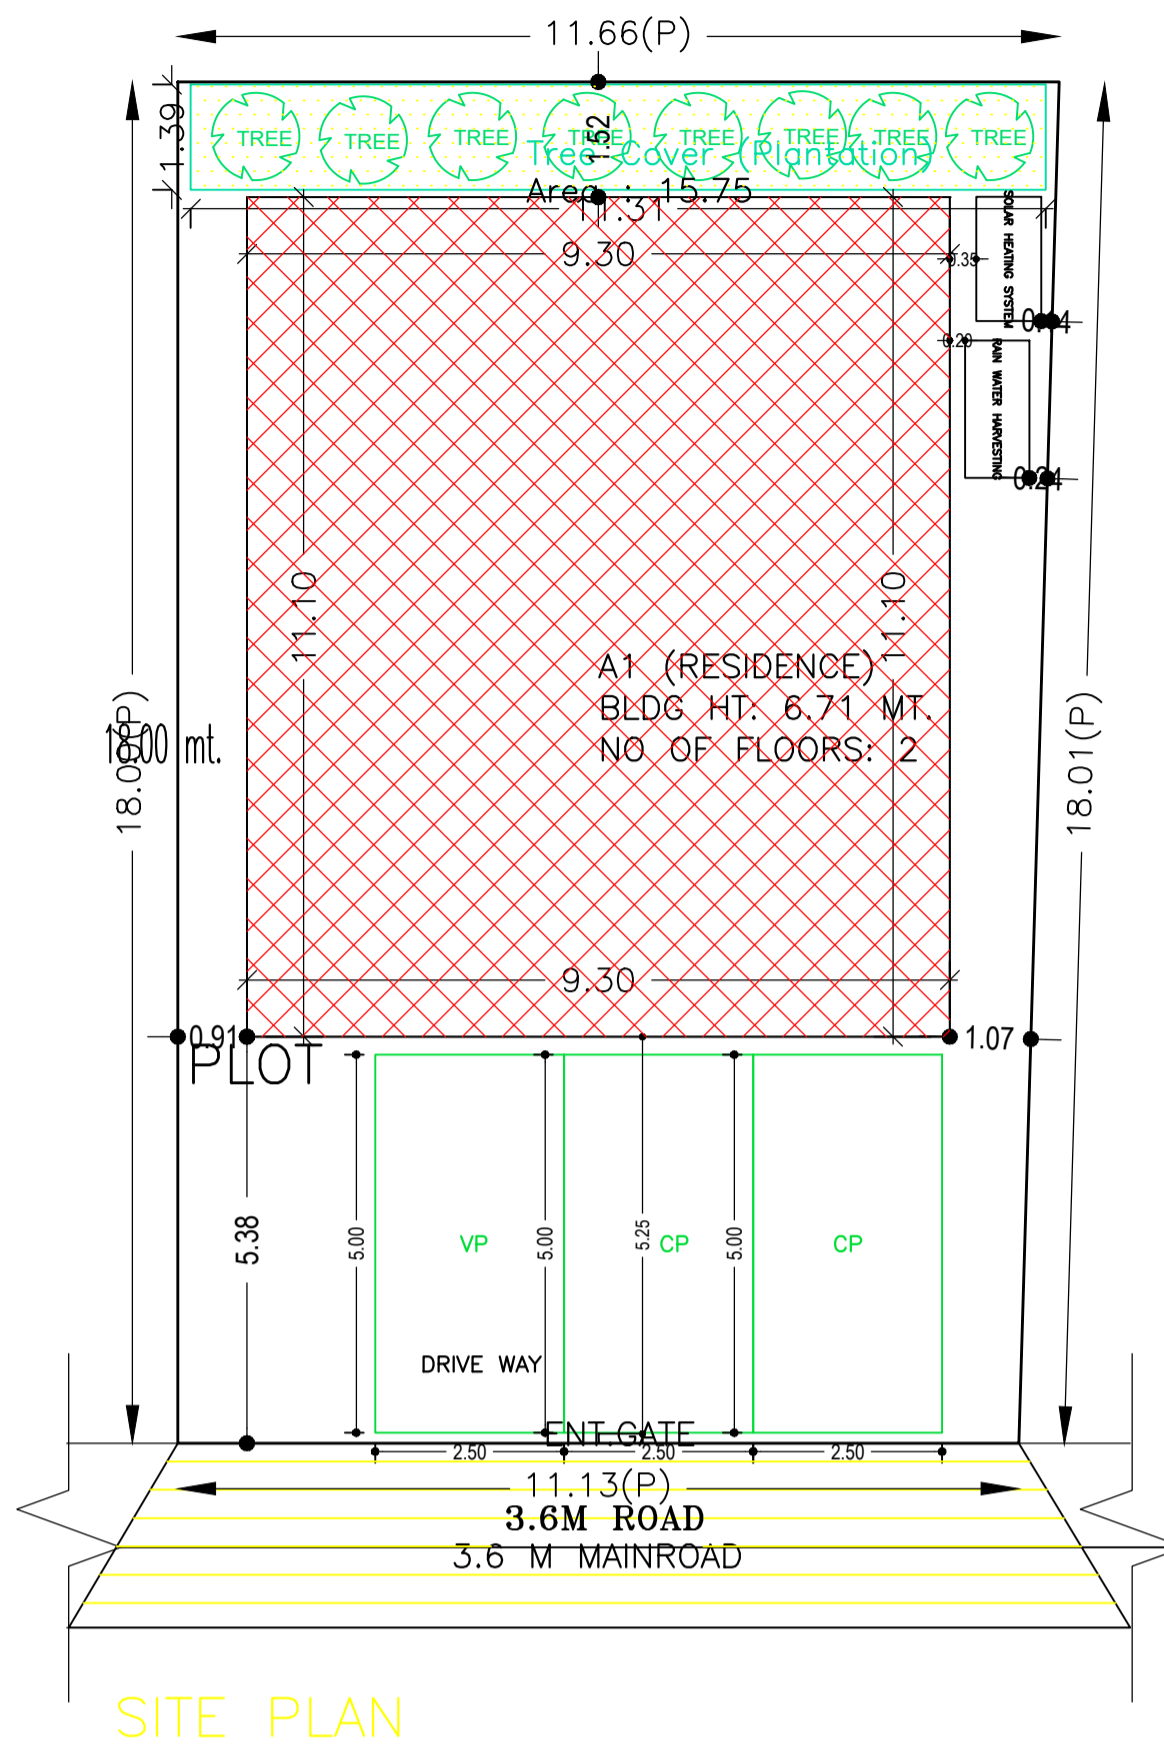 11.66(P)
1.39
TREE TREE TREE TREE TREE TREE TREE TREE
1.52
Tree Cover (Plantation)
Area : 15.75
11.31
9.30
0.35
SOLAR HEATING SYSTEM
0.20
RAIN WATER HARVESTING
0.24
11.10
11.10
A1 (RESIDENCE)
BLDG HT: 6.71 MT.
NO OF FLOORS: 2
18.00 mt.
18.01(P)
9.30
0.91
1.07
PLOT
5.38
5.00
VP
5.00
5.25
CP
5.00
CP
DRIVE WAY
ENT.GATE
2.50 2.50 2.50
11.13(P)
3.6M ROAD
3.6 M MAINROAD
SITE PLAN